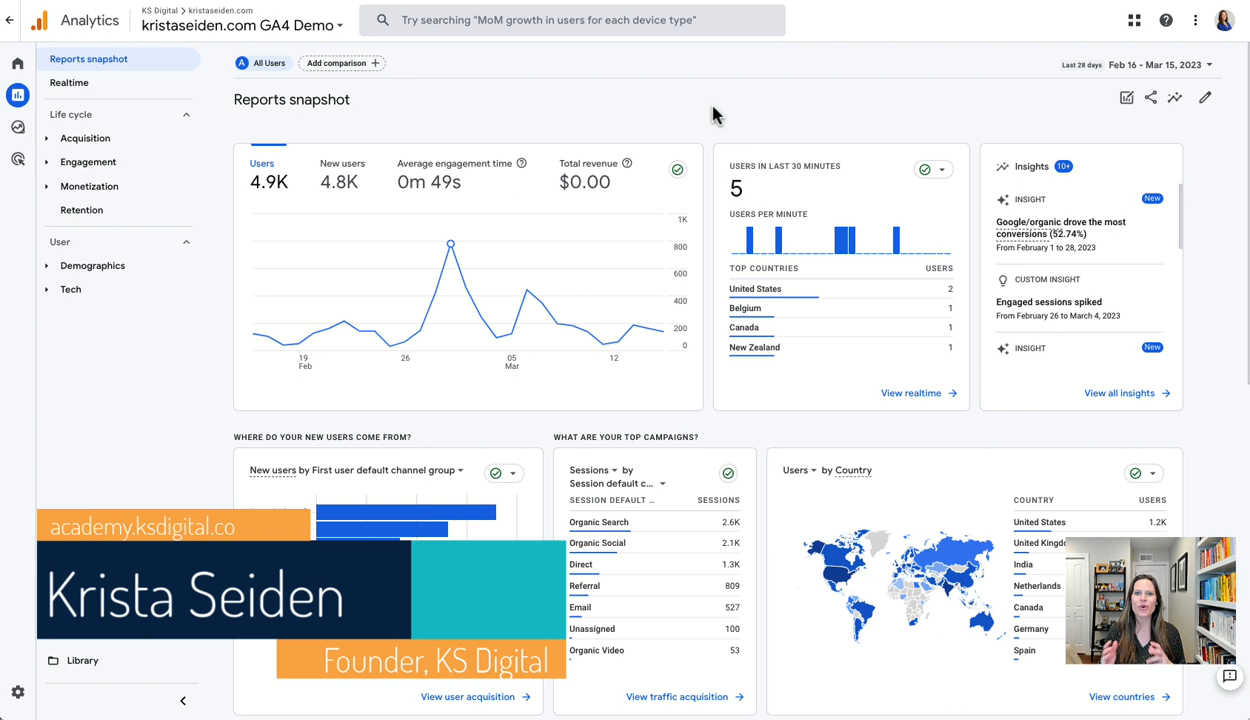 KS Digital > kristaseiden.com
Analytics
kristaseiden.com GA4 Demo
Try searching "MoM growth in users for each device type"
Reports snapshot
Realtime
Life cycle
Acquisition
Engagement
Monetization
Retention
User
Demographics
Tech
Library
A All Users
Add comparison +
Last 28 days Feb 16 - Mar 15, 2023
Reports snapshot
Users
4.9K
New users
4.8K
Average engagement time
0m 49s
Total revenue
$0.00
1K
800
600
400
200
0
19
Feb
26
05
Mar
12
USERS IN LAST 30 MINUTES
5
USERS PER MINUTE
TOP COUNTRIES USERS
United States 2
Belgium 1
Canada 1
New Zealand 1
View realtime
Insights 10+
INSIGHT New
Google/organic drove the most
conversions (52.74%)
From February 1 to 28, 2023
CUSTOM INSIGHT
Engaged sessions spiked
From February 26 to March 4, 2023
INSIGHT New
View all insights
WHERE DO YOUR NEW USERS COME FROM?
New users by First user default channel group
View user acquisition
WHAT ARE YOUR TOP CAMPAIGNS?
Sessions by
Session default c...
SESSION DEFAULT ... SESSIONS
Organic Search 2.6K
Organic Social 2.1K
Direct 1.3K
Referral 809
Email 527
Unassigned 100
Organic Video 53
View traffic acquisition
Users by Country
COUNTRY USERS
United States 1.2K
United Kingdo
India
Netherlands
Canada
Germany
Spain
View countries
academy.ksdigital.co
Krista Seiden
Founder, KS Digital